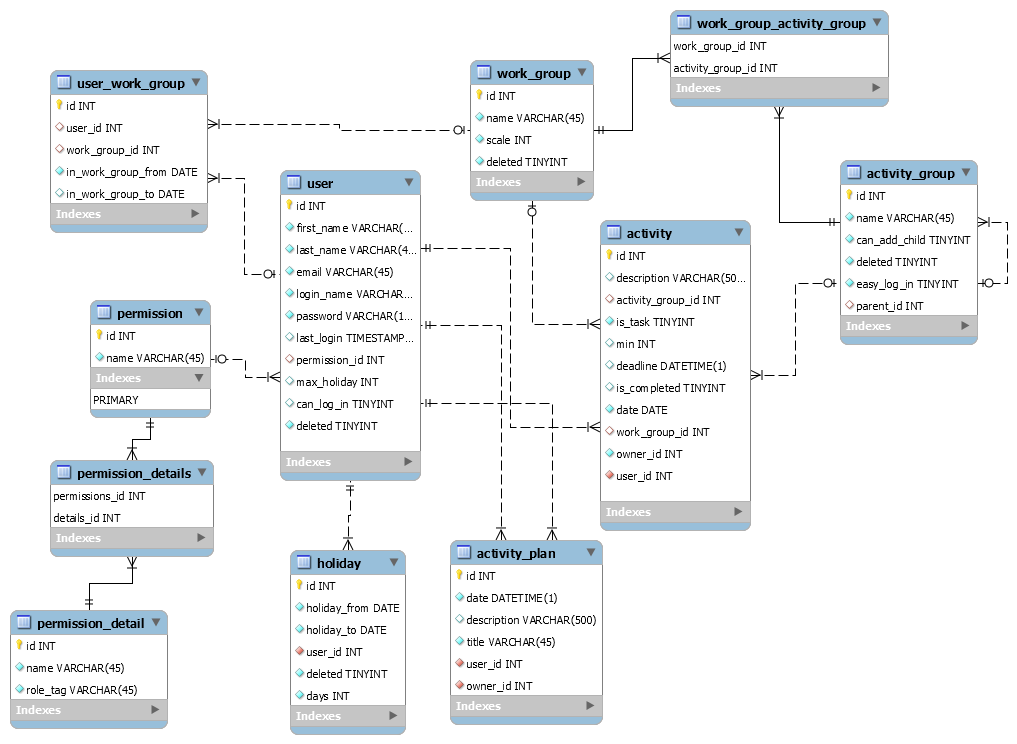 work_group_activity_group
work_group_id INT
activity_group_id INT
Indexes
user_work_group
id INT
user_id INT
work_group_id INT
in_work_group_from DATE
in_work_group_to DATE
Indexes
work_group
id INT
name VARCHAR(45)
scale INT
deleted TINYINT
Indexes
user
id INT
first_name VARCHAR(...
last_name VARCHAR(4...
email VARCHAR(45)
login_name VARCHAR...
password VARCHAR(1...
last_login TIMESTAMP...
permission_id INT
max_holiday INT
can_log_in TINYINT
deleted TINYINT
Indexes
activity_group
id INT
name VARCHAR(45)
can_add_child TINYINT
deleted TINYINT
easy_log_in TINYINT
parent_id INT
Indexes
activity
id INT
description VARCHAR(50...
activity_group_id INT
is_task TINYINT
min INT
deadline DATETIME(1)
is_completed TINYINT
date DATE
work_group_id INT
owner_id INT
user_id INT
Indexes
permission
id INT
name VARCHAR(45)
Indexes
PRIMARY
permission_details
permissions_id INT
details_id INT
Indexes
permission_detail
id INT
name VARCHAR(45)
role_tag VARCHAR(45)
Indexes
holiday
id INT
holiday_from DATE
holiday_to DATE
user_id INT
deleted TINYINT
days INT
Indexes
activity_plan
id INT
date DATETIME(1)
description VARCHAR(500)
title VARCHAR(45)
user_id INT
owner_id INT
Indexes